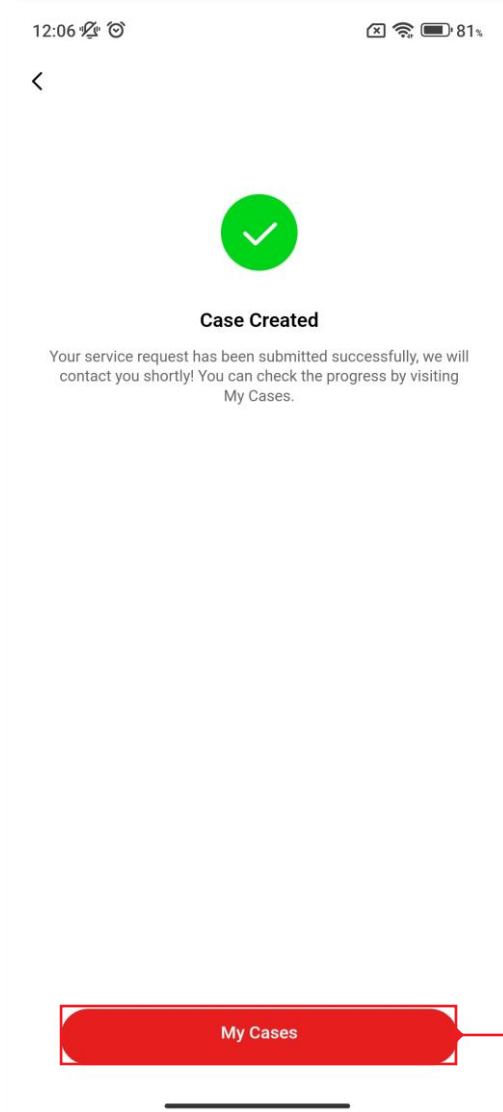 12:06 81%
Case Created
Your service request has been submitted successfully, we will
contact you shortly! You can check the progress by visiting
My Cases.
My Cases